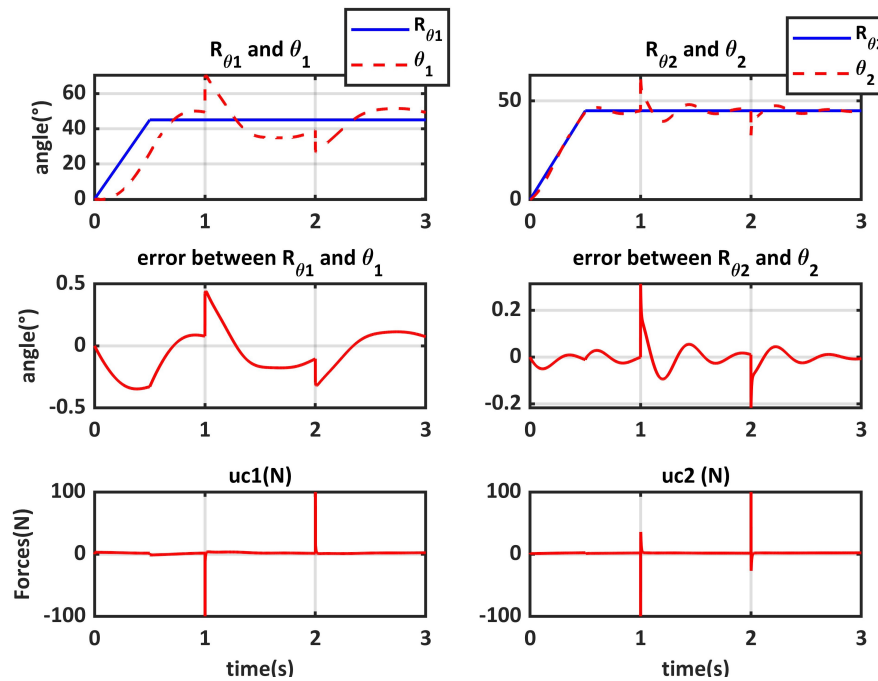 R_θ1
θ_1
R_θ2
θ_2
R_θ1 and θ_1
R_θ2 and θ_2
angle(°)
60
40
20
0
0 1 2 3
50
0
0 1 2 3
error between R_θ1 and θ_1
error between R_θ2 and θ_2
angle(°)
0.5
0
-0.5
0 1 2 3
0.2
0
-0.2
0 1 2 3
uc1(N)
uc2 (N)
Forces(N)
100
0
-100
0 1 2 3
time(s)
100
0
-100
0 1 2 3
time(s)